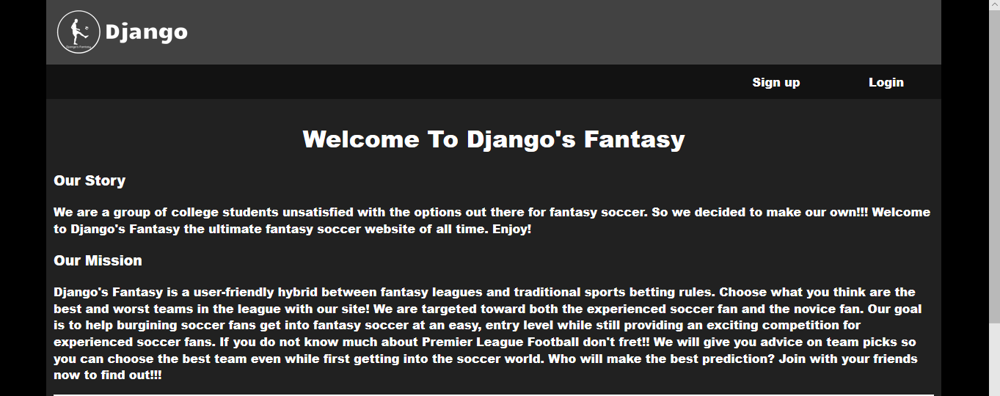 Django's Fantasy
Django
Sign up
Login
Welcome To Django's Fantasy
Our Story
We are a group of college students unsatisfied with the options out there for fantasy soccer. So we decided to make our own!!! Welcome
to Django's Fantasy the ultimate fantasy soccer website of all time. Enjoy!
Our Mission
Django's Fantasy is a user-friendly hybrid between fantasy leagues and traditional sports betting rules. Choose what you think are the
best and worst teams in the league with our site! We are targeted toward both the experienced soccer fan and the novice fan. Our goal
is to help burgining soccer fans get into fantasy soccer at an easy, entry level while still providing an exciting competition for
experienced soccer fans. If you do not know much about Premier League Football don't fret!! We will give you advice on team picks so
you can choose the best team even while first getting into the soccer world. Who will make the best prediction? Join with your friends
now to find out!!!